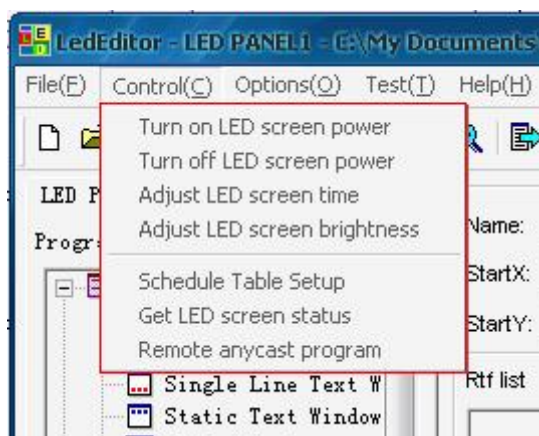 LedEditor - LED PANEL1 - E:\My Documents
File(F) Control(C) Options(O) Test(T) Help(H)
Turn on LED screen power
Turn off LED screen power
Adjust LED screen time
Adjust LED screen brightness
Schedule Table Setup
Get LED screen status
Remote anycast program
LED P
Progr
Single Line Text W
Static Text Window
Name:
StartX:
StartY:
Rtf list